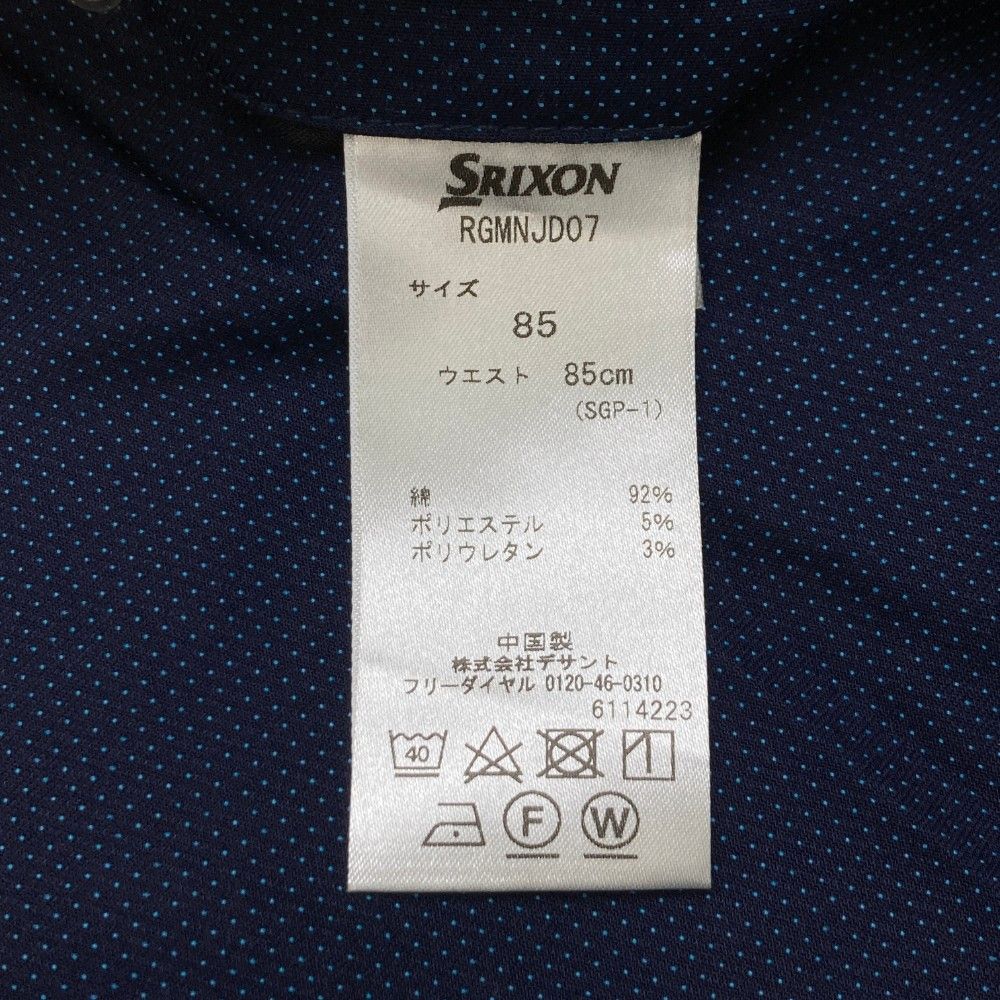 SRIXON
RGMNJD07
サイズ
85
ウエスト 85cm
(SGP-1)
綿 92%
ポリエステル 5%
ポリウレタン 3%
中国製
株式会社デサント
フリーダイヤル 0120-46-0310
6114223
40
F W